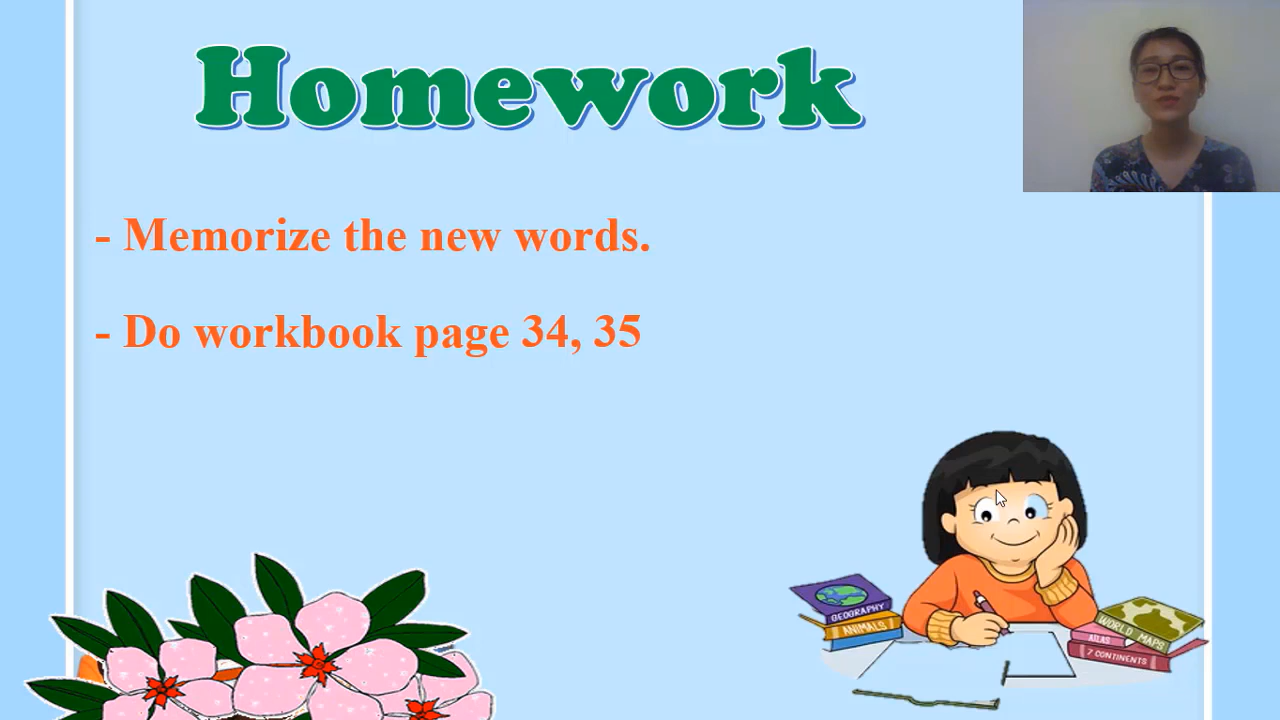 Homework
- Memorize the new words.
- Do workbook page 34, 35
GEOGRAPHY
ANIMALS
WORLD MAPS
ATLAS
7 CONTINENTS